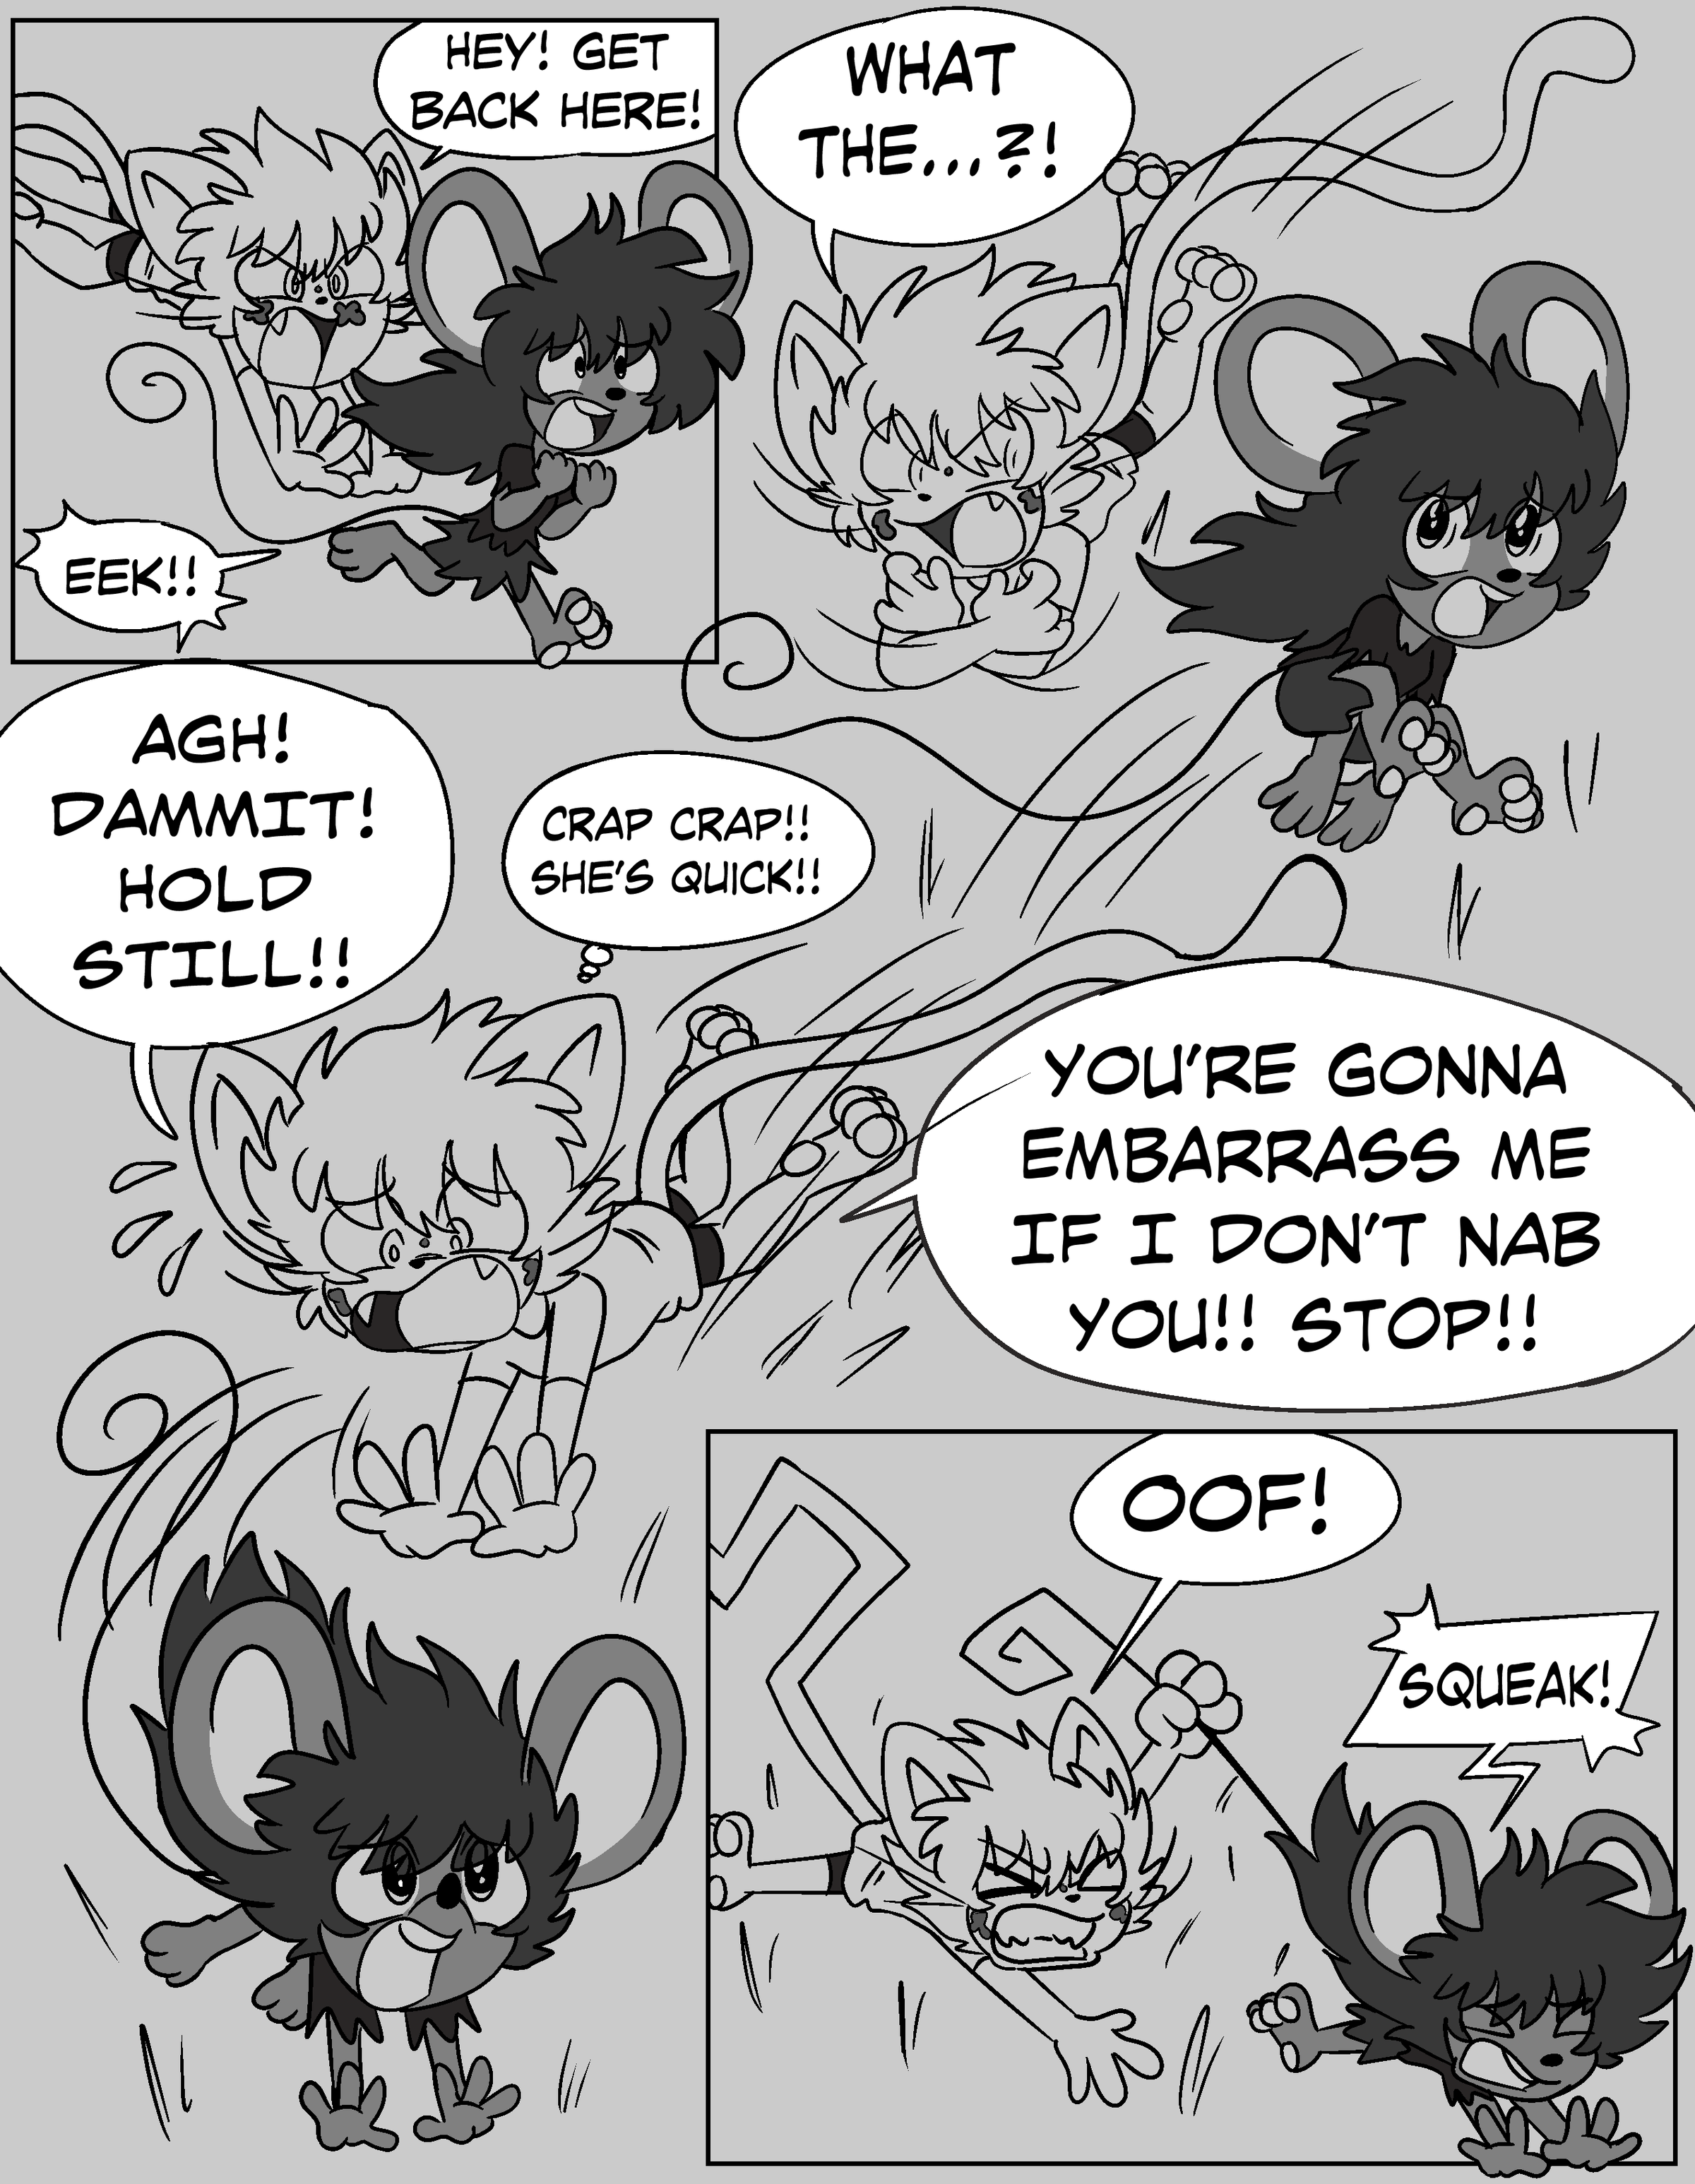 HEY! GET
BACK HERE!
EEK!!
WHAT
THE...?!
AGH!
DAMMIT!
HOLD
STILL!!
CRAP CRAP!!
SHE'S QUICK!!
YOU'RE GONNA
EMBARRASS ME
IF I DON'T NAB
YOU!! STOP!!
OOF!
SQUEAK!